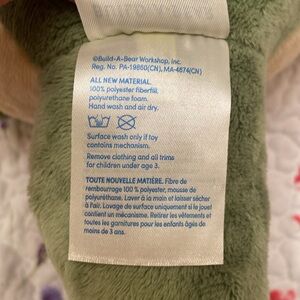 ©Build-A-Bear Workshop, Inc.
Reg. No. PA-19850(CN), MA-4874(CN)
ALL NEW MATERIAL
100% polyester fiberfill,
polyurethane foam.
Hand wash and air dry.
Surface wash only if toy
contains mechanism.
Remove clothing and all trims
for children under age 3.
TOUTE NOUVELLE MATIÈRE. Fibre de
rembourrage 100% polyester, mousse de
polyuréthane. Laver à la main et laisser sécher
à l'air. Lavage de surface uniquement si le jouet
contient un mécanisme. Retirer les vêtements et
toutes les garnitures pour les enfants âgés de
moins de 3 ans.